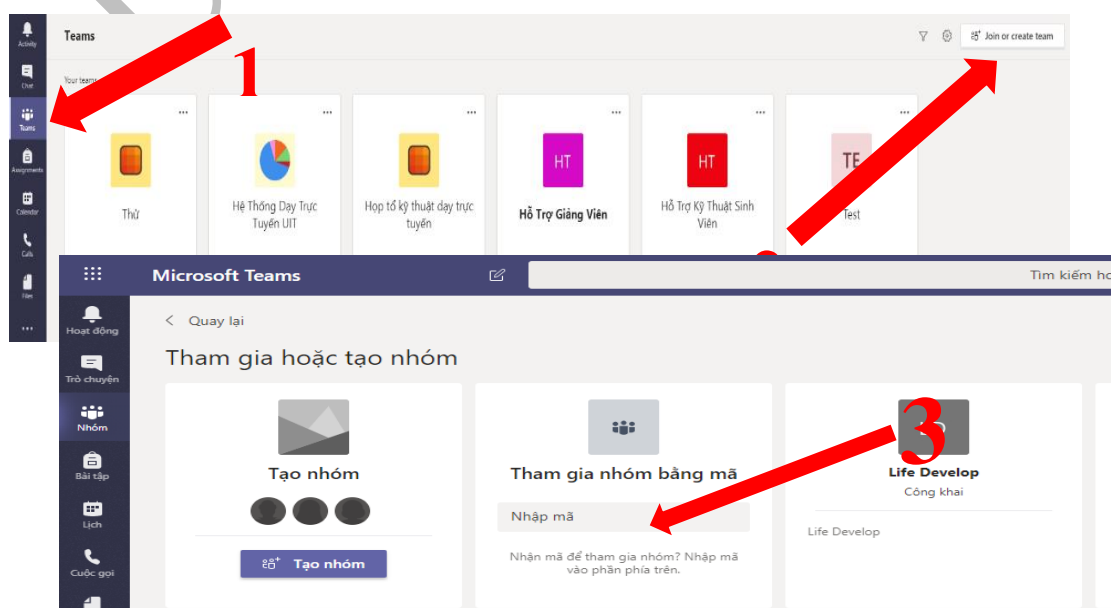 Activity
Teams
1
Join or create team
Chat
Your teams
Teams
Assignments
Calendar
Calls
Files
Thử
Hệ Thống Dạy Trực
Tuyến UIT
Họp tổ kỹ thuật dạy trực
tuyến
HT
Hỗ Trợ Giảng Viên
HT
Hỗ Trợ Kỹ Thuật Sinh
Viên
TE
Test
Microsoft Teams
Tìm kiếm
Hoạt động
Trò chuyện
Nhóm
Bài tập
Lịch
Cuộc gọi
Quay lại
Tham gia hoặc tạo nhóm
Tạo nhóm
Tạo nhóm
Tham gia nhóm bằng mã
Nhập mã
Nhận mã để tham gia nhóm? Nhập mã
vào phần phía trên.
3
Life Develop
Công khai
Life Develop